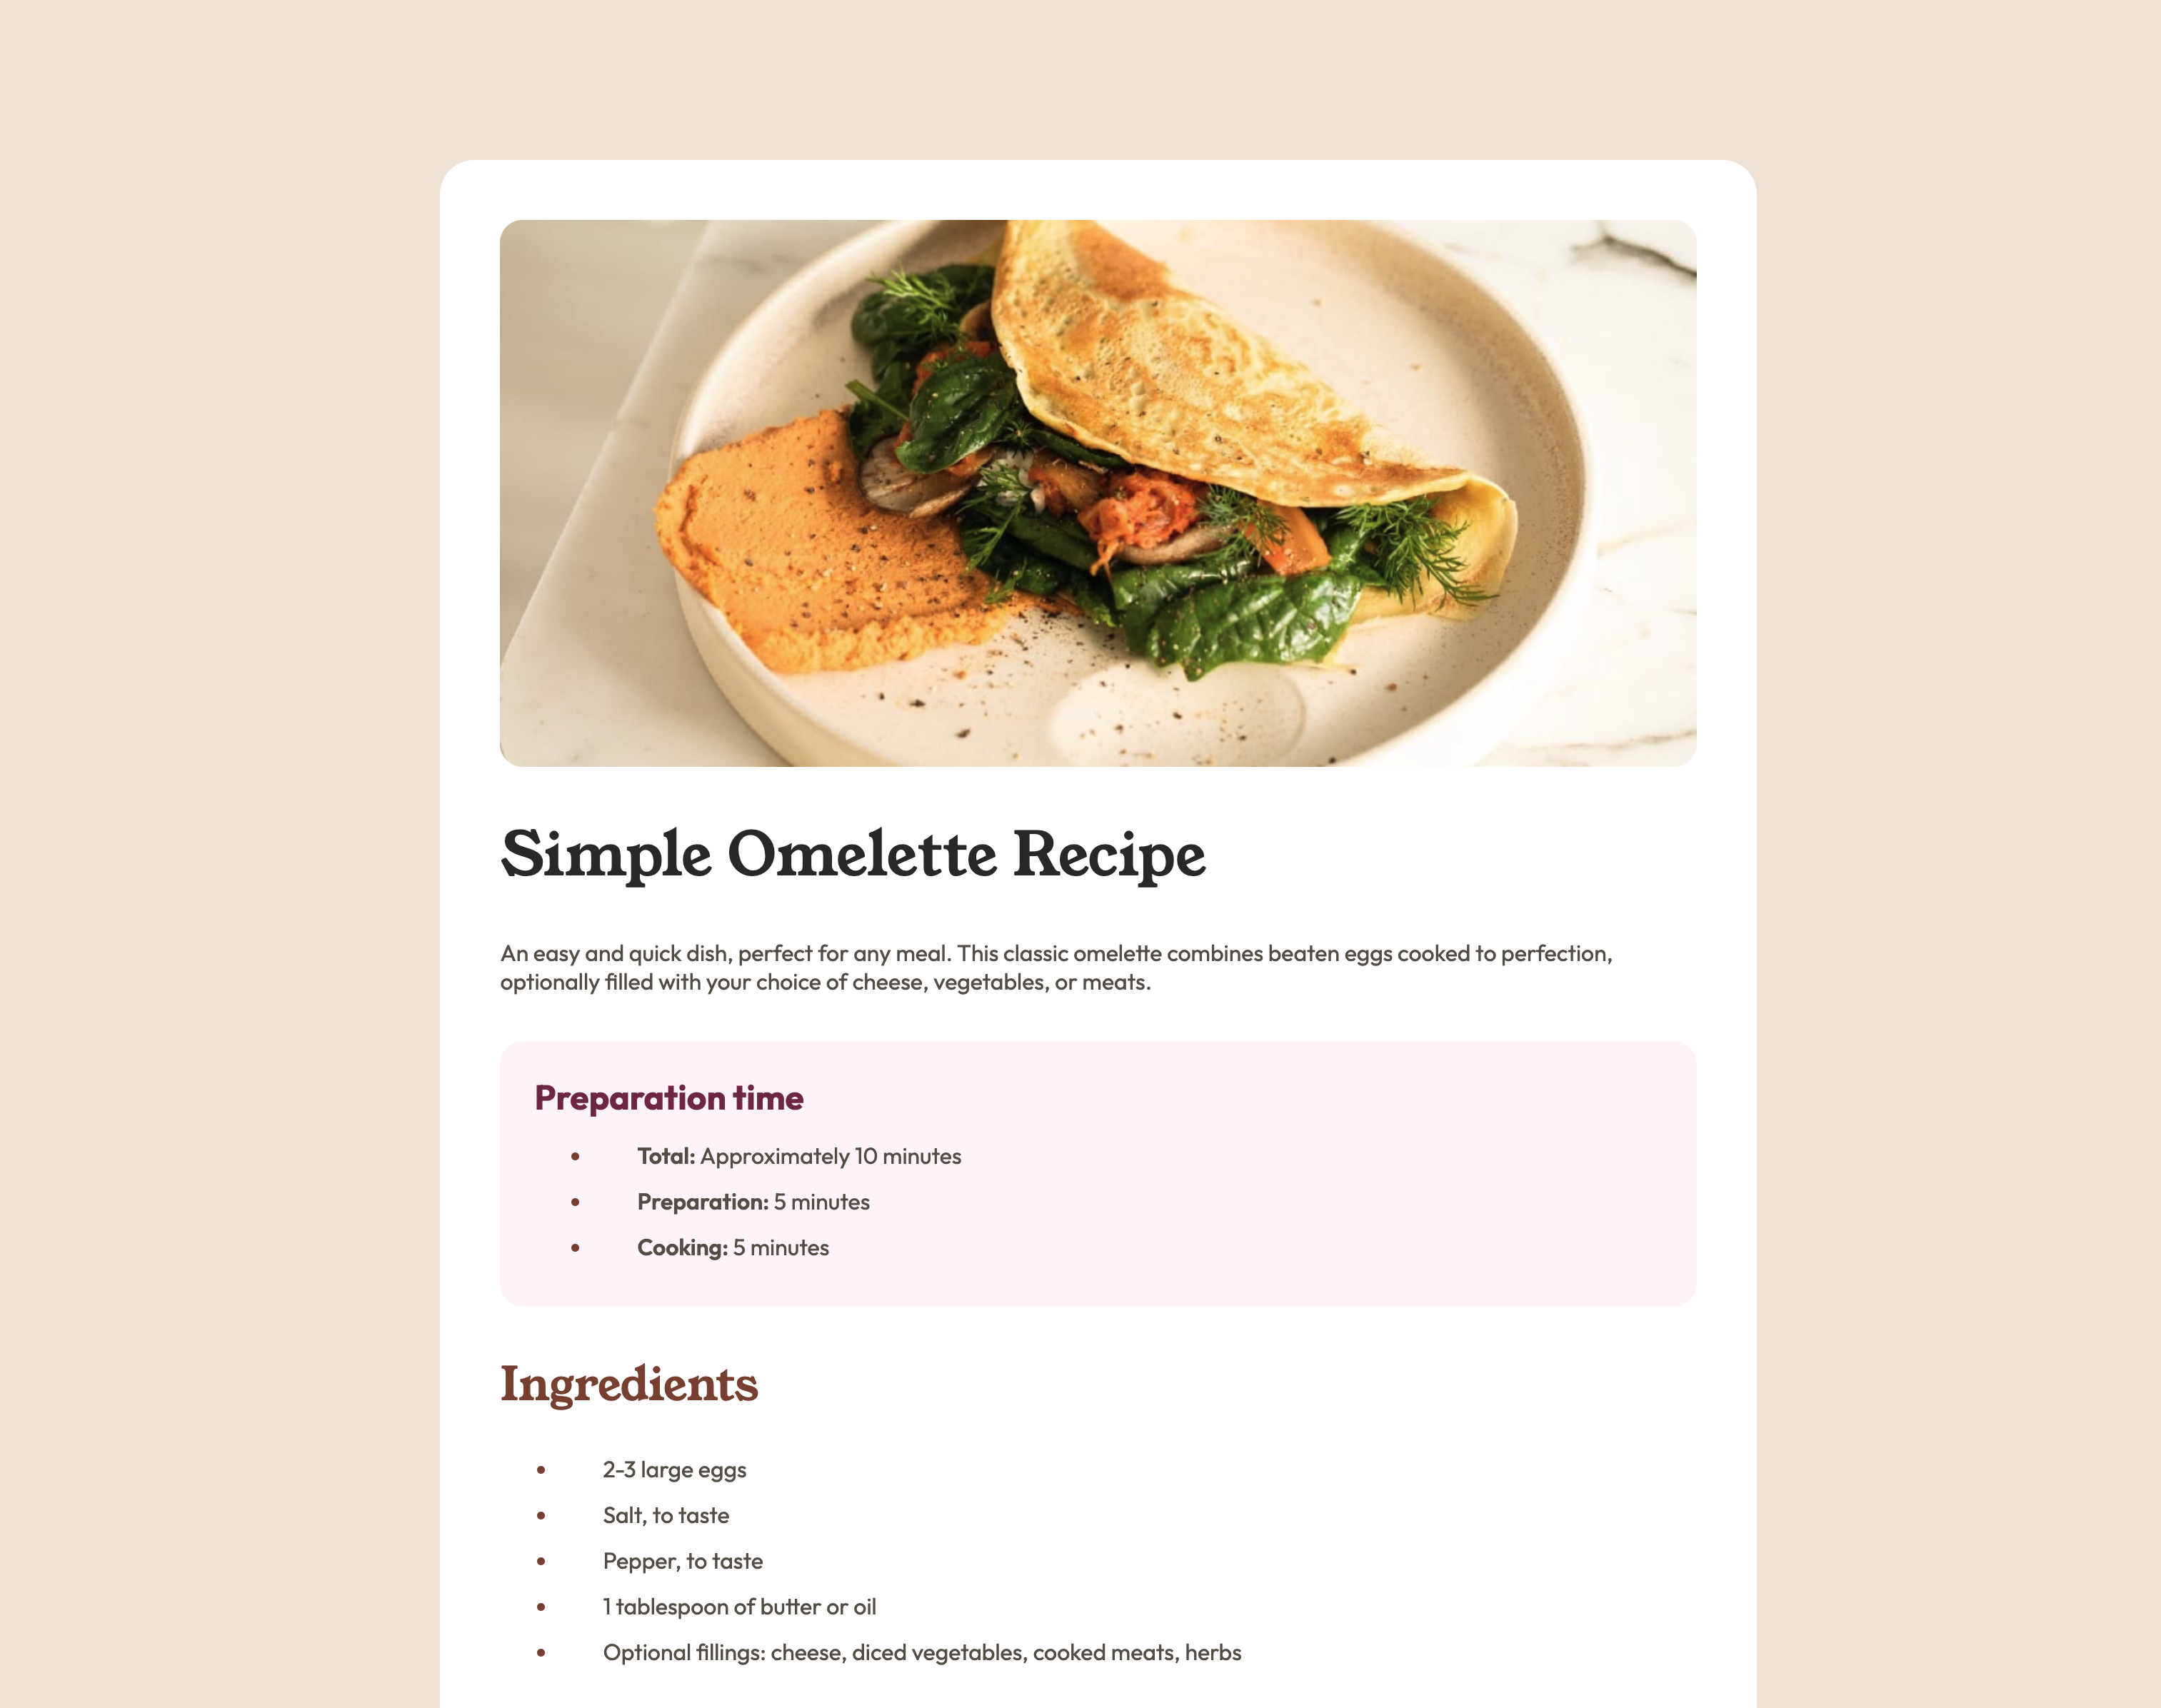 Simple Omelette Recipe
An easy and quick dish, perfect for any meal. This classic omelette combines beaten eggs cooked to perfection,
optionally filled with your choice of cheese, vegetables, or meats.
Preparation time
• Total: Approximately 10 minutes
• Preparation: 5 minutes
• Cooking: 5 minutes
Ingredients
• 2-3 large eggs
• Salt, to taste
• Pepper, to taste
• 1 tablespoon of butter or oil
• Optional fillings: cheese, diced vegetables, cooked meats, herbs